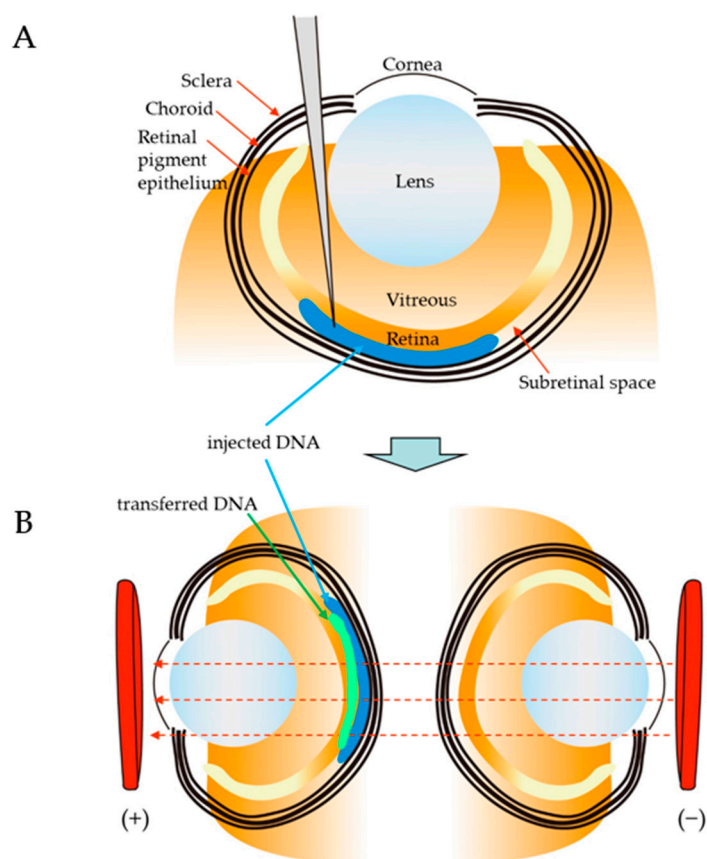 A
Cornea
Sclera
Choroid
Retinal
pigment
epithelium
Lens
Vitreous
Retina
Subretinal space
injected DNA
transferred DNA
B
(+)
(−)